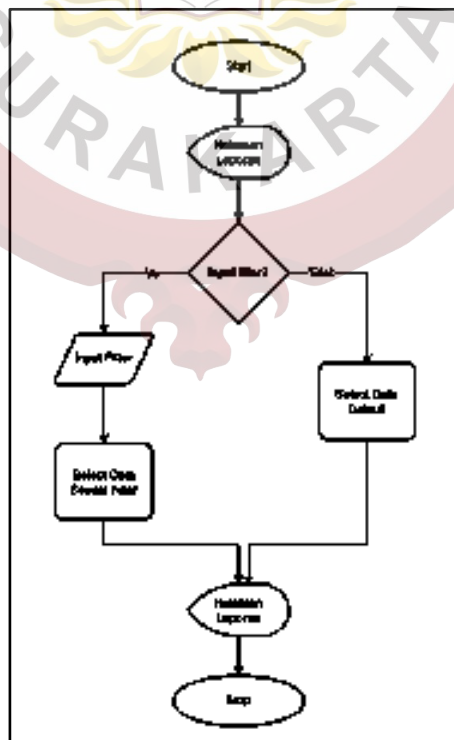 SURAKARTA
Start
Halaman
Laporan
Input Filter?
Ya
Tidak
Input Filter
Select Data
Default
Select Data
Sesuai Filter
Halaman
Laporan
Stop